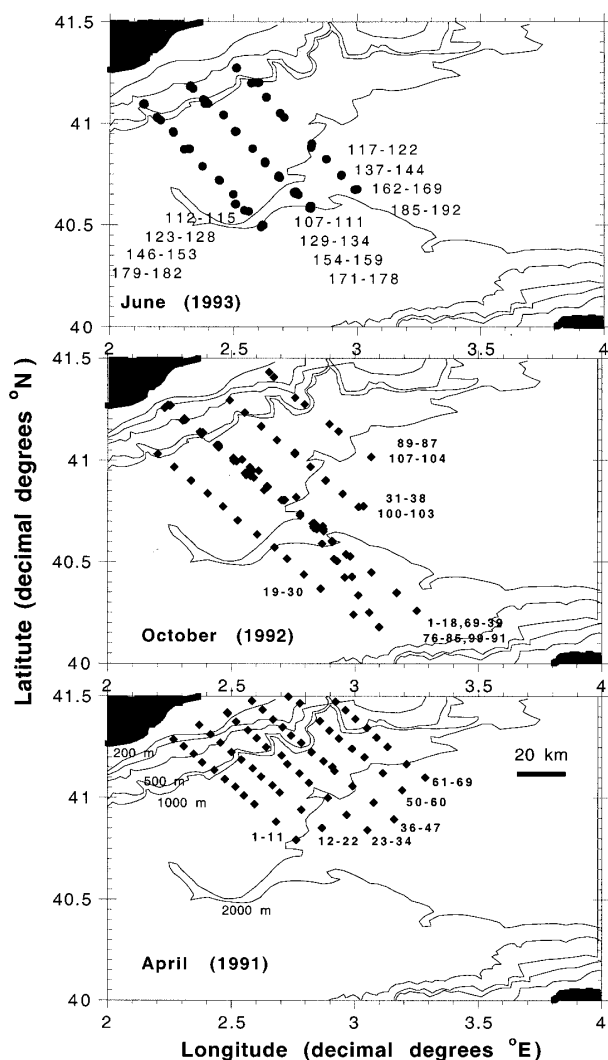 41.5
41
40.5
40
117-122
137-144
162-169
185-192
112-115
123-128
146-153
179-182
107-111
129-134
154-159
171-178
June (1993)
2 2.5 3 3.5 4
41.5
41
40.5
40
89-87
107-104
31-38
100-103
19-30
1-18,69-39
76-86,99-91
October (1992)
2 2.5 3 3.5 4
41.5
41
40.5
40
200 m
500 m
1000 m
2000 m
20 km
61-69
50-60
36-47
23-34
12-22
1-11
April (1991)
2 2.5 3 3.5 4
Latitute (decimal degrees °N)
Longitude (decimal degrees °E)